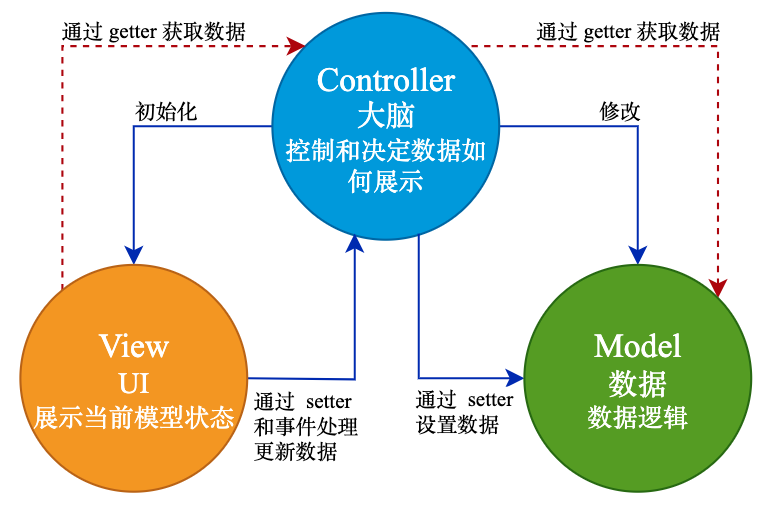 通过 getter 获取数据
通过 getter 获取数据
Controller
大脑
控制和决定数据如
何展示
初始化
修改
View
UI
展示当前模型状态
Model
数据
数据逻辑
通过 setter
和事件处理
更新数据
通过 setter
设置数据